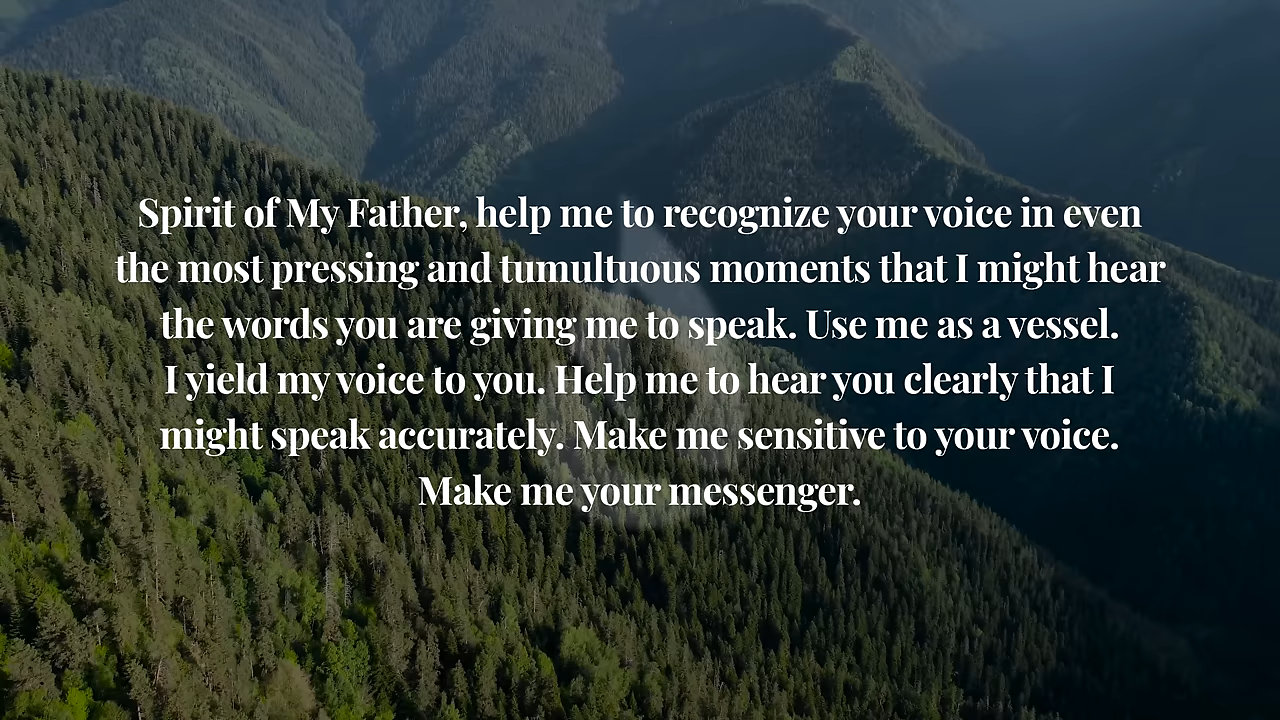 Spirit of My Father, help me to recognize your voice in even
the most pressing and tumultuous moments that I might hear
the words you are giving me to speak. Use me as a vessel.
I yield my voice to you. Help me to hear you clearly that I
might speak accurately. Make me sensitive to your voice.
Make me your messenger.